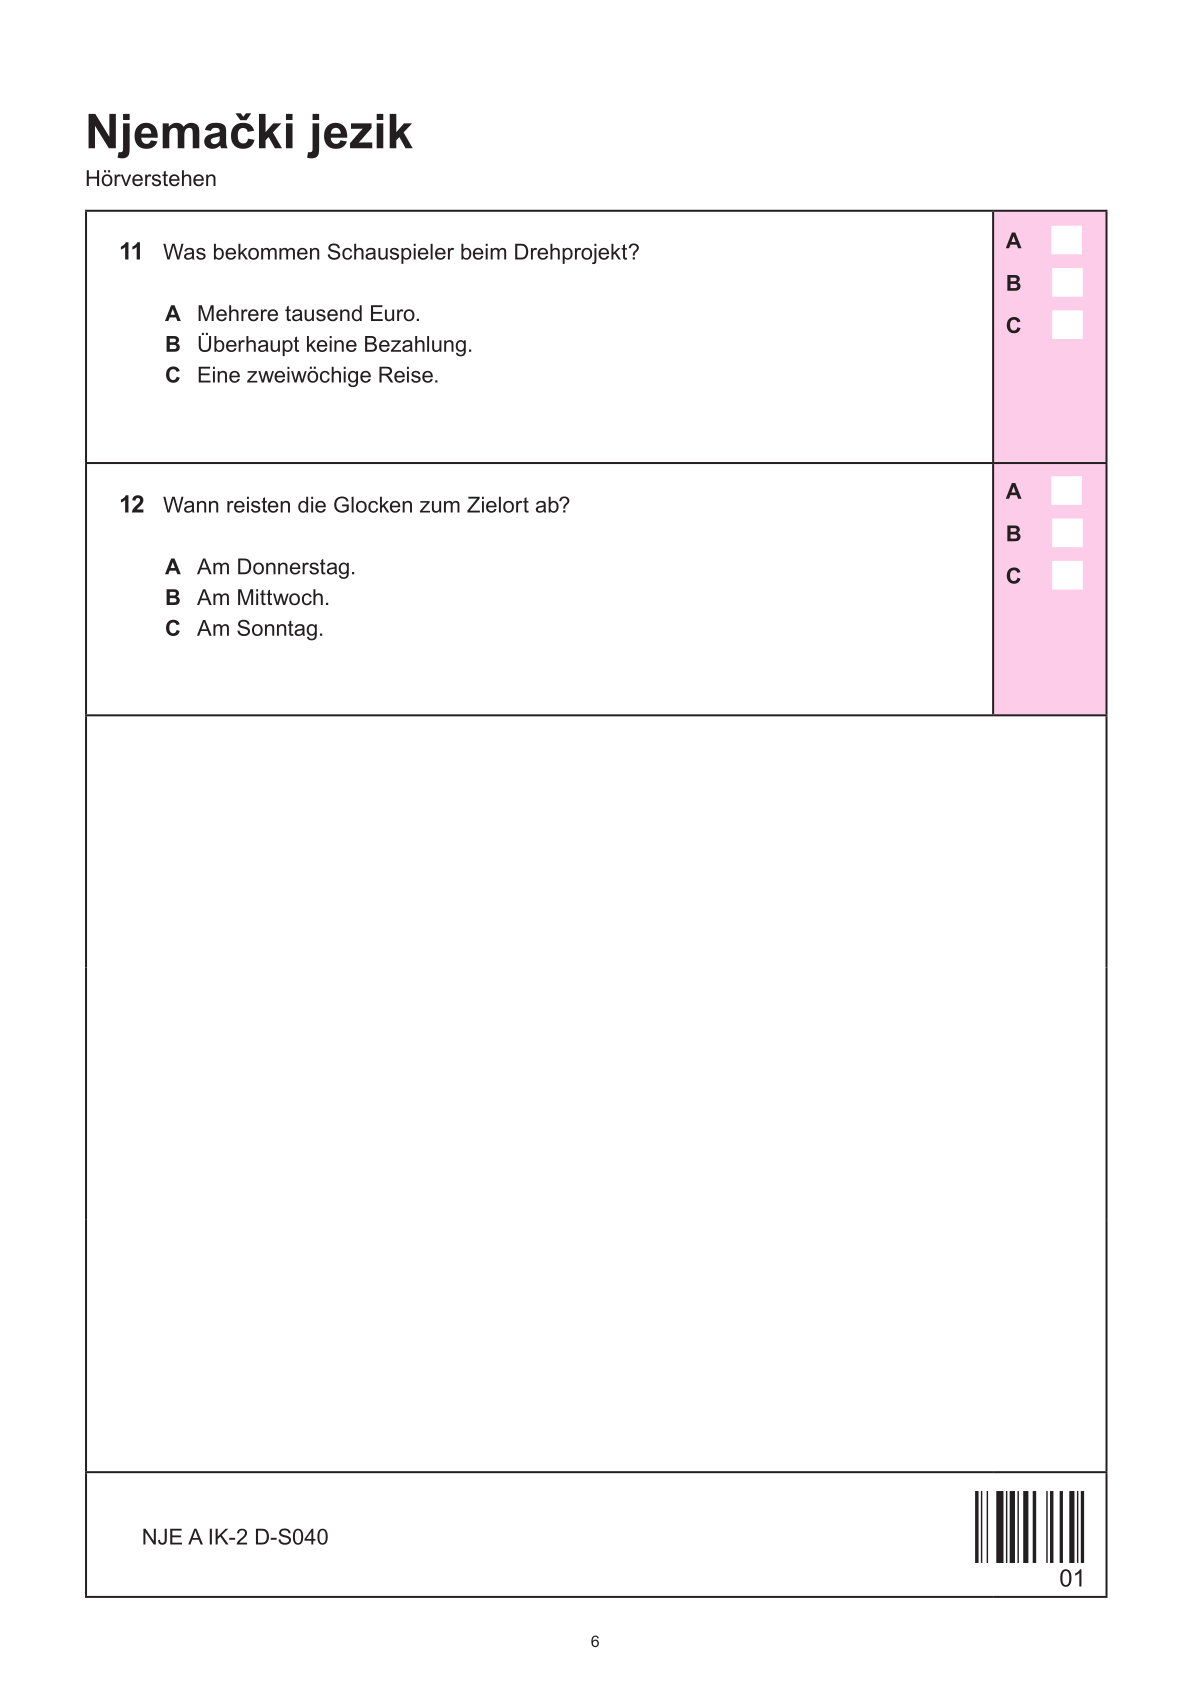 Njemački jezik
Hörverstehen
11 Was bekommen Schauspieler beim Drehprojekt?
A Mehrere tausend Euro.
B Überhaupt keine Bezahlung.
C Eine zweiwöchige Reise.
A
B
C
12 Wann reisten die Glocken zum Zielort ab?
A Am Donnerstag.
B Am Mittwoch.
C Am Sonntag.
A
B
C
NJE A IK-2 D-S040
01
6